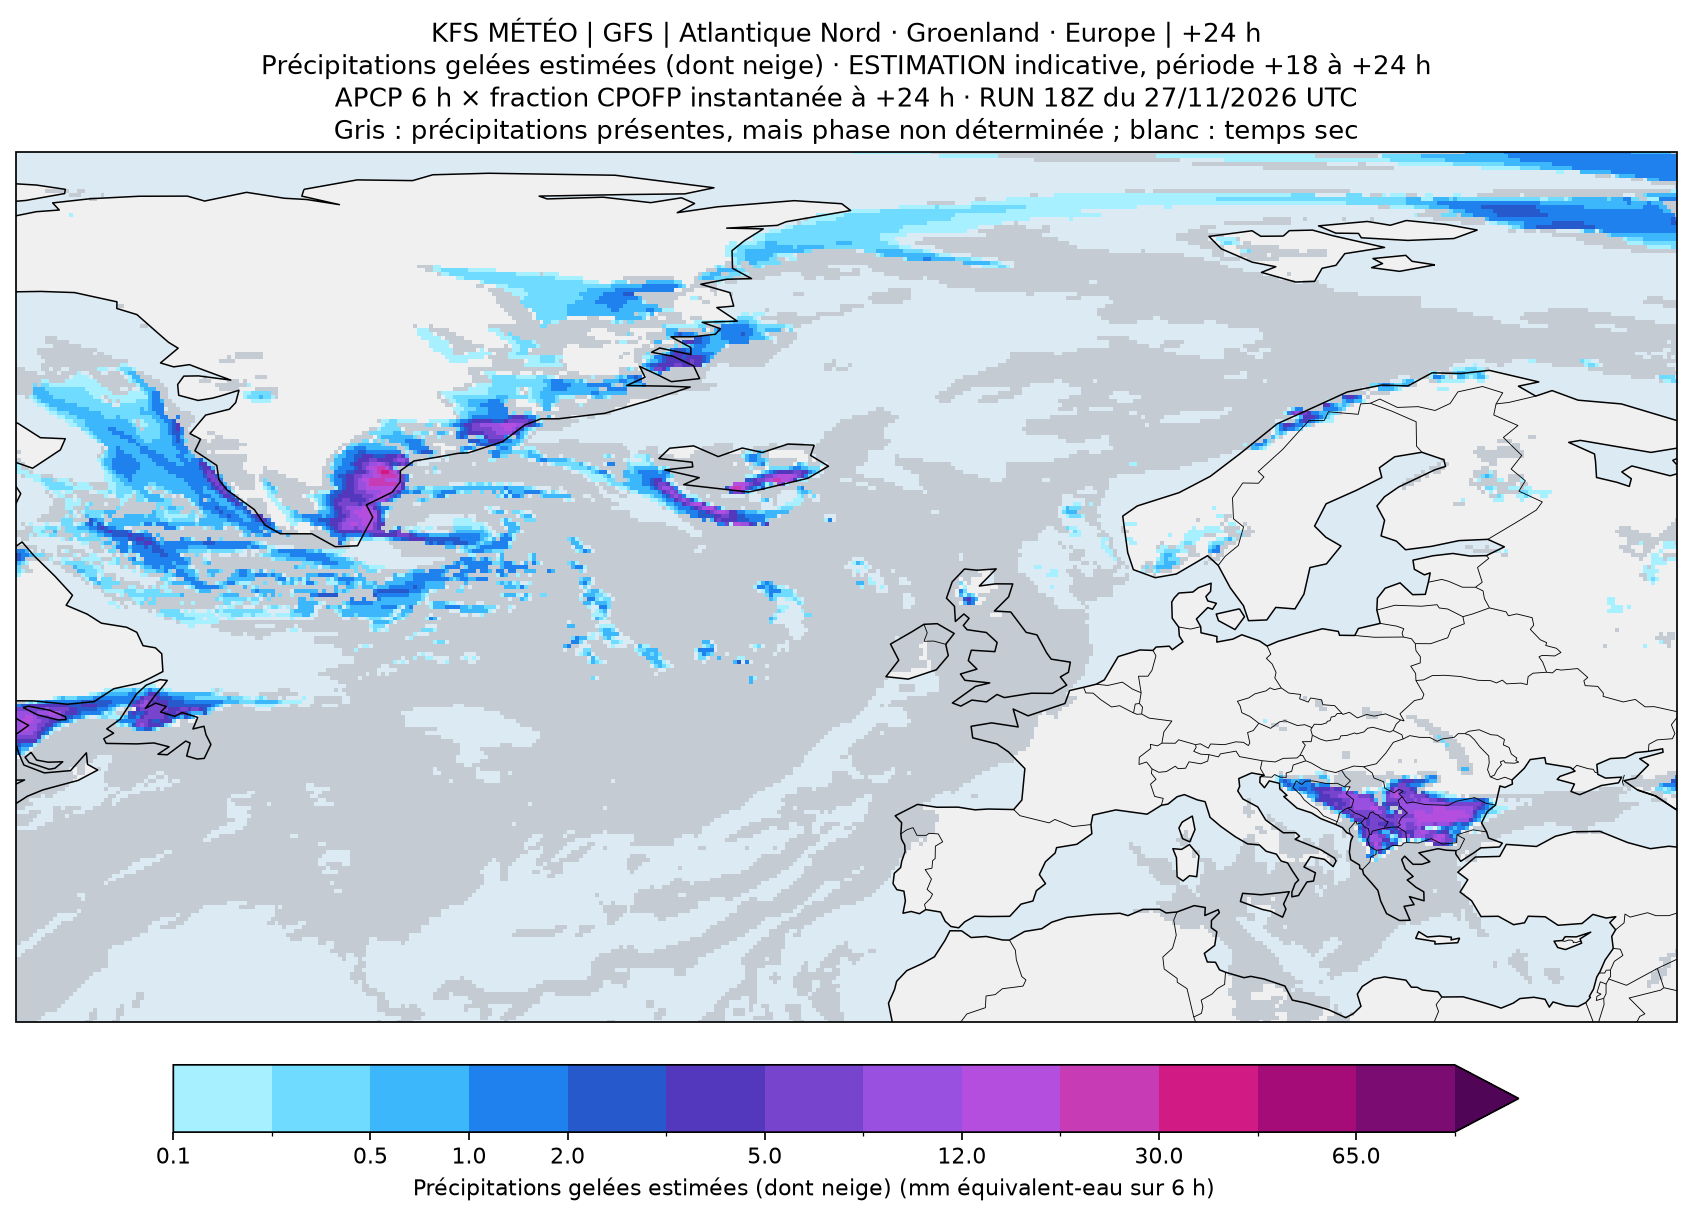 KFS MÉTÉO | GFS | Atlantique Nord · Groenland · Europe | +24 h
Précipitations gelées estimées (dont neige) · ESTIMATION indicative, période +18 à +24 h
APCP 6 h × fraction CPOFP instantanée à +24 h · RUN 18Z du 27/11/2026 UTC
Gris : précipitations présentes, mais phase non déterminée ; blanc : temps sec
0.1 0.5 1.0 2.0 5.0 12.0 30.0 65.0
Précipitations gelées estimées (dont neige) (mm équivalent-eau sur 6 h)